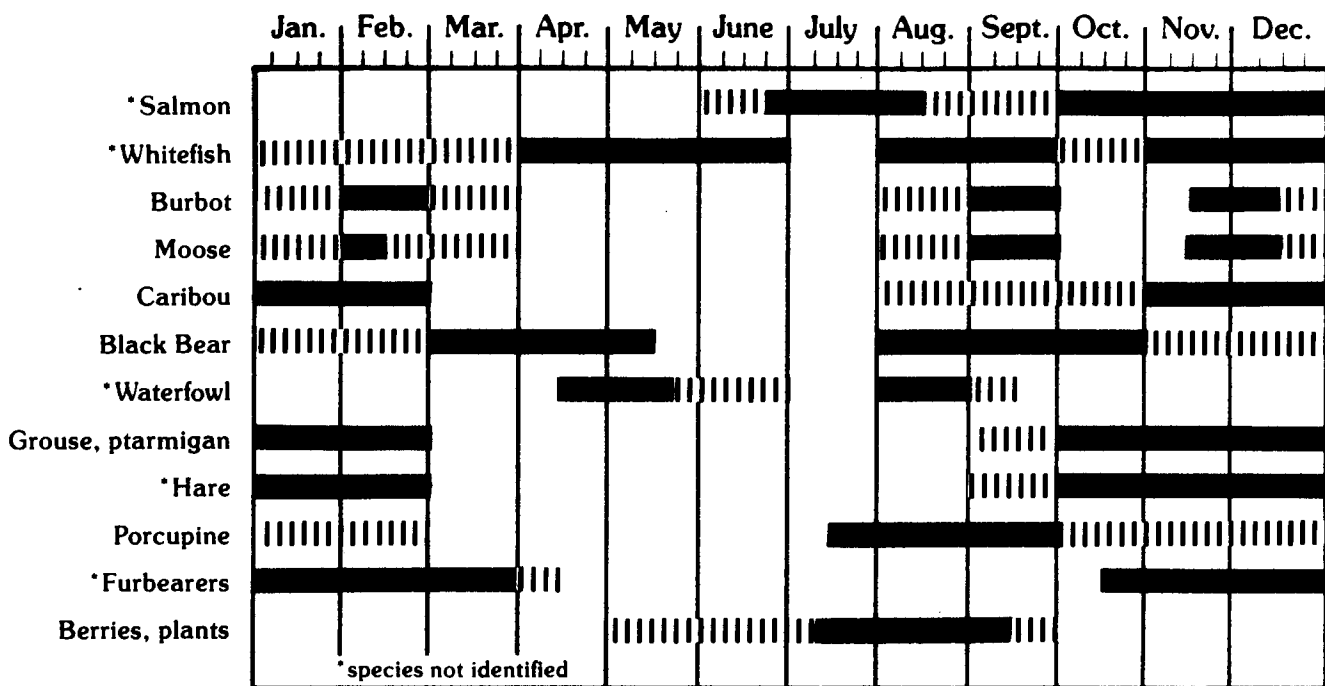 Jan. Feb. Mar. Apr. May June July Aug. Sept. Oct. Nov. Dec.
*Salmon
*Whitefish
Burbot
Moose
Caribou
Black Bear
*Waterfowl
Grouse, ptarmigan
*Hare
Porcupine
*Furbearers
Berries, plants
*species not identified